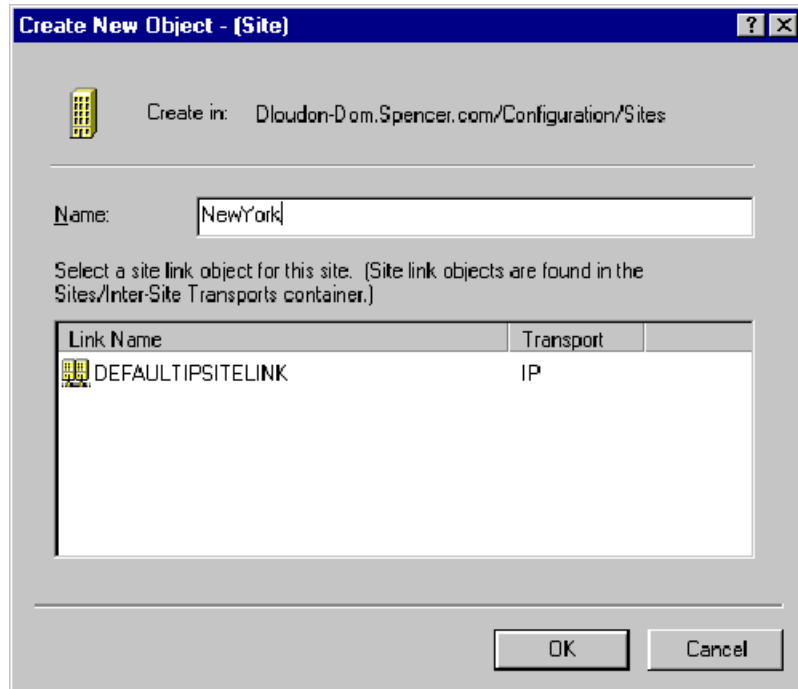 Create New Object - (Site)
Create in: Dloudon-Dom.Spencer.com/Configuration/Sites
Name: NewYork
Select a site link object for this site. (Site link objects are found in the
Sites/Inter-Site Transports container.)
Link Name Transport
DEFAULTIPSITELINK IP
OK Cancel